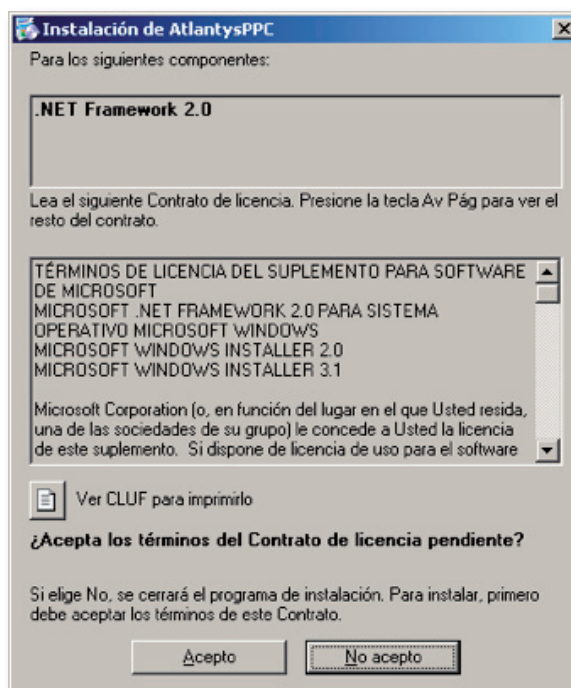 Instalación de AtlantysPPC
Para los siguientes componentes:
.NET Framework 2.0
Lea el siguiente Contrato de licencia. Presione la tecla Av Pág para ver el
resto del contrato.
TÉRMINOS DE LICENCIA DEL SUPLEMENTO PARA SOFTWARE
DE MICROSOFT
MICROSOFT .NET FRAMEWORK 2.0 PARA SISTEMA
OPERATIVO MICROSOFT WINDOWS
MICROSOFT WINDOWS INSTALLER 2.0
MICROSOFT WINDOWS INSTALLER 3.1
Microsoft Corporation (o, en función del lugar en el que Usted resida,
una de las sociedades de su grupo) le concede a Usted la licencia
de este suplemento. Si dispone de licencia de uso para el software
Ver CLUF para imprimirlo
¿Acepta los términos del Contrato de licencia pendiente?
Si elige No, se cerrará el programa de instalación. Para instalar, primero
debe aceptar los términos de este Contrato.
Acepto
No acepto